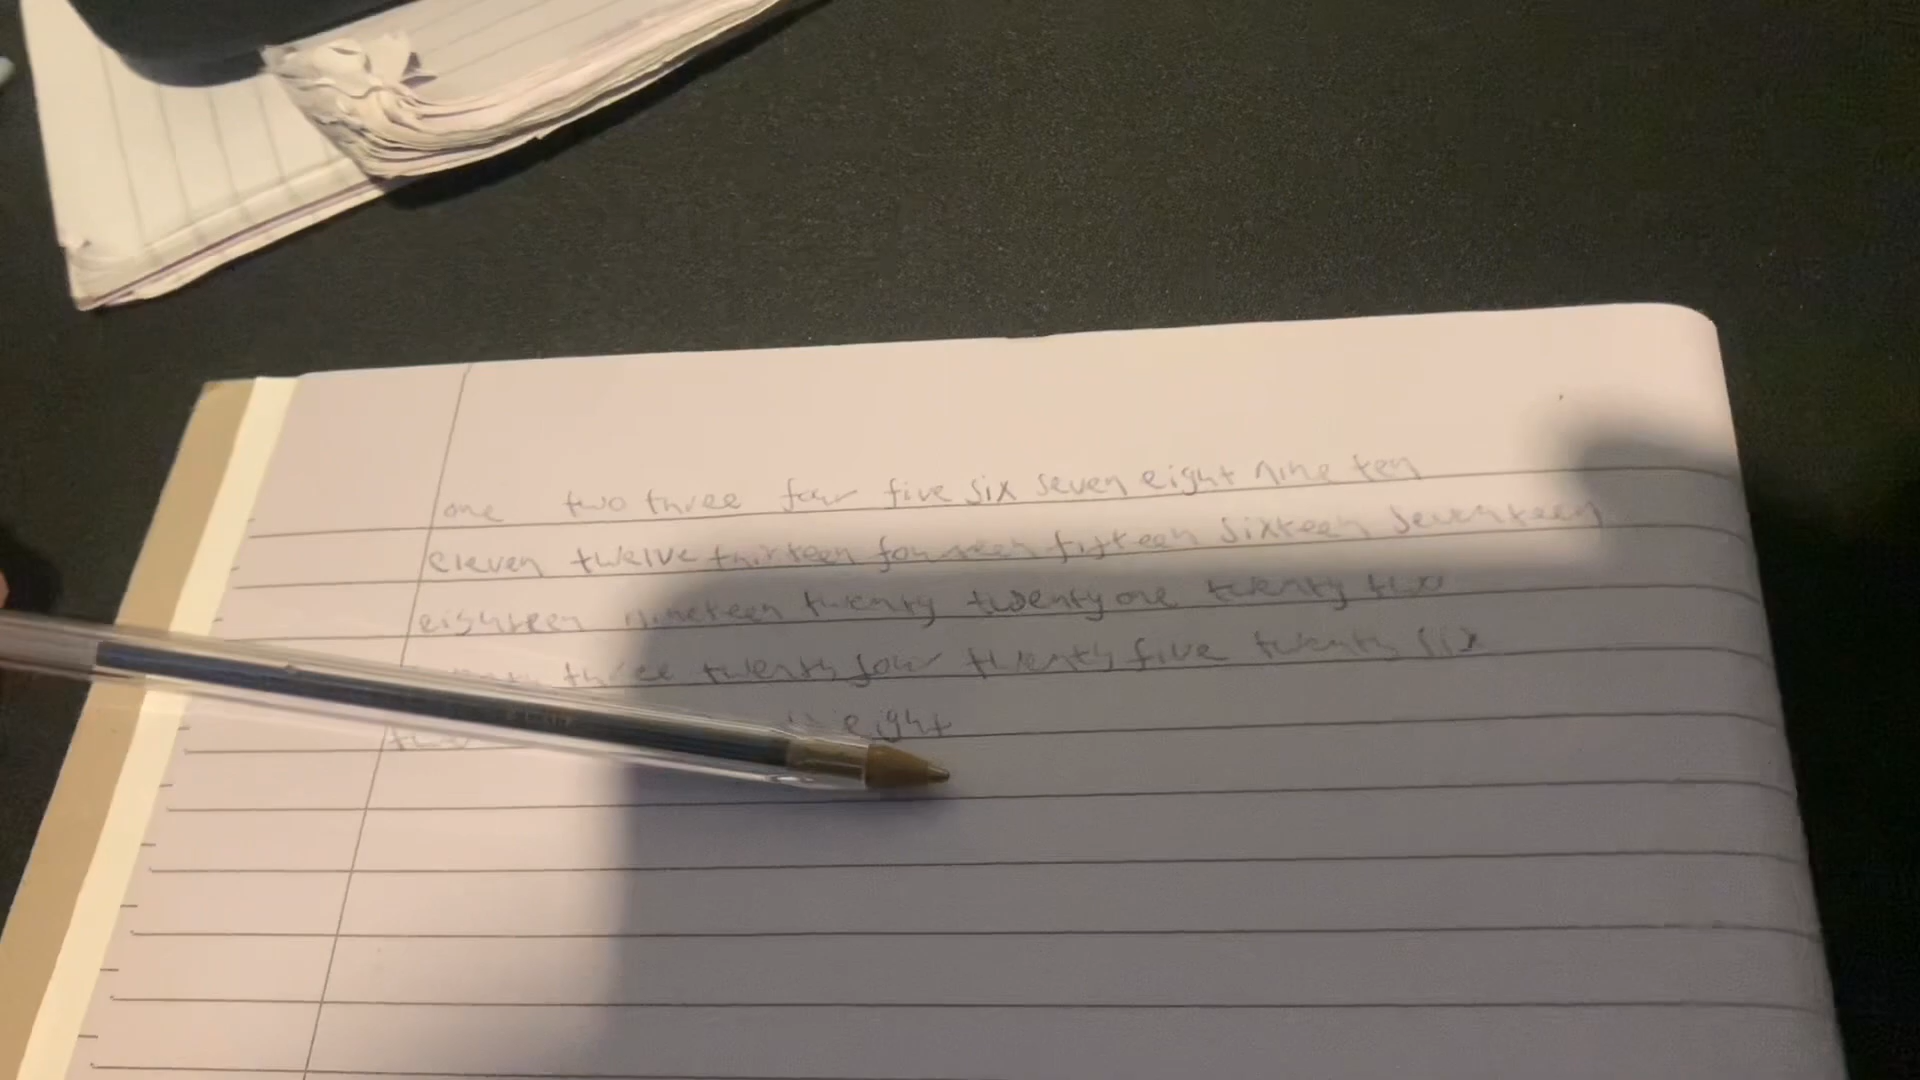 one two three four five six seven eight nine ten
eleven twelve thirteen fourteen fifteen sixteen seventeen
eighteen nineteen twenty twenty one twenty two
three twenty four twenty five twenty six
eight